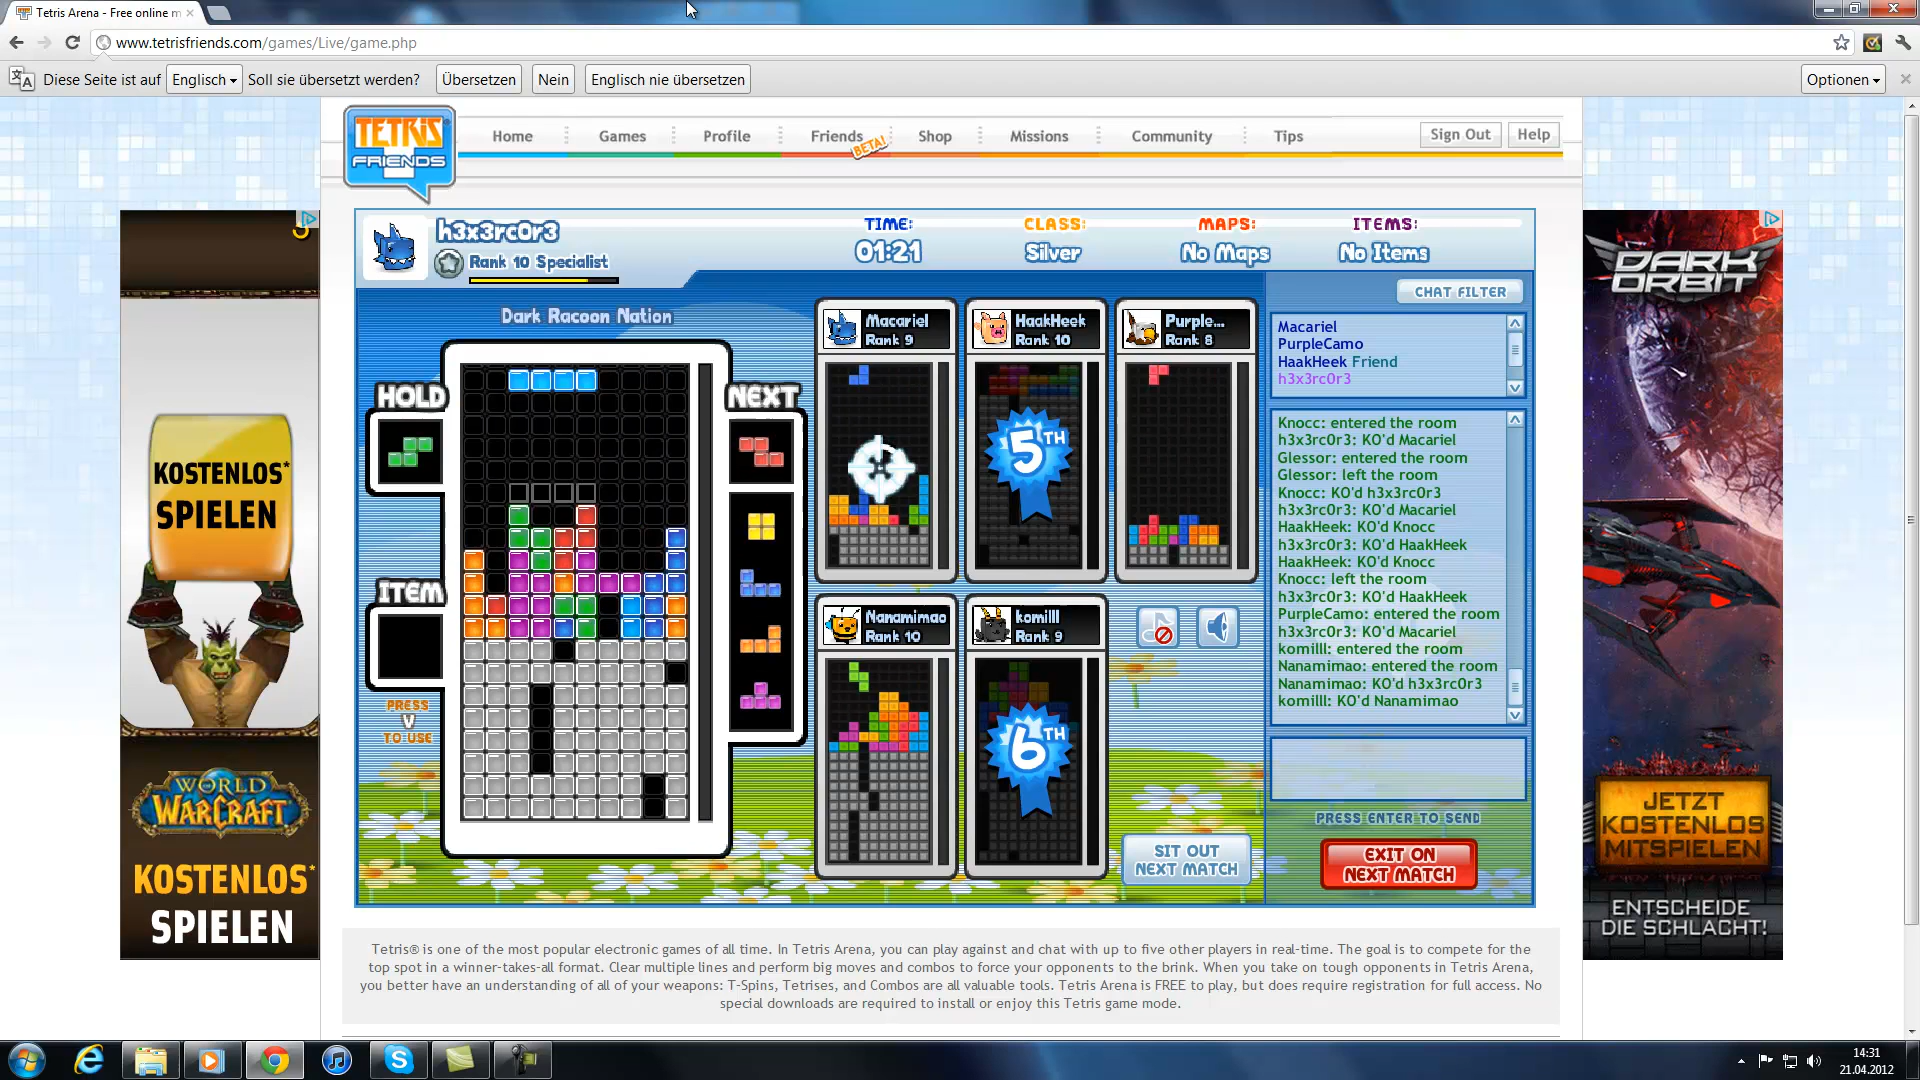 Tetris Arena - Free online m
www.tetrisfriends.com/games/Live/game.php
Diese Seite ist auf Englisch Soll sie übersetzt werden? Übersetzen Nein Englisch nie übersetzen Optionen
TETRIS FRIENDS
Home Games Profile Friends BETA! Shop Missions Community Tips Sign Out Help
h3x3rc0r3
Rank 10 Specialist
TIME: CLASS: MAPS: ITEMS:
01:21 Silver No Maps No Items
Dark Racoon Nation
HOLD
NEXT
ITEM
PRESS
V
TO USE
Macariel
Rank 9
HaakHeek
Rank 10
5TH
Purple...
Rank 8
Nanamimao
Rank 10
komilll
Rank 9
6TH
SIT OUT
NEXT MATCH
CHAT FILTER
Macariel
PurpleCamo
HaakHeek Friend
h3x3rc0r3
Knocc: entered the room
h3x3rc0r3: KO'd Macariel
Glessor: entered the room
Glessor: left the room
Knocc: KO'd h3x3rc0r3
h3x3rc0r3: KO'd Macariel
HaakHeek: KO'd Knocc
h3x3rc0r3: KO'd HaakHeek
HaakHeek: KO'd Knocc
Knocc: left the room
h3x3rc0r3: KO'd HaakHeek
PurpleCamo: entered the room
h3x3rc0r3: KO'd Macariel
komilll: entered the room
Nanamimao: entered the room
Nanamimao: KO'd h3x3rc0r3
komilll: KO'd Nanamimao
PRESS ENTER TO SEND
EXIT ON
NEXT MATCH
KOSTENLOS*
SPIELEN
WORLD
WARCRAFT
KOSTENLOS*
SPIELEN
DARK
ORBIT
JETZT
KOSTENLOS
MITSPIELEN
ENTSCHEIDE
DIE SCHLACHT!
Tetris® is one of the most popular electronic games of all time. In Tetris Arena, you can play against and chat with up to five other players in real-time. The goal is to compete for the
top spot in a winner-takes-all format. Clear multiple lines and perform big moves and combos to force your opponents to the brink. When you take on tough opponents in Tetris Arena,
you better have an understanding of all of your weapons: T-Spins, Tetrises, and Combos are all valuable tools. Tetris Arena is FREE to play, but does require registration for full access. No
special downloads are required to install or enjoy this Tetris game mode.
14:31
21.04.2012